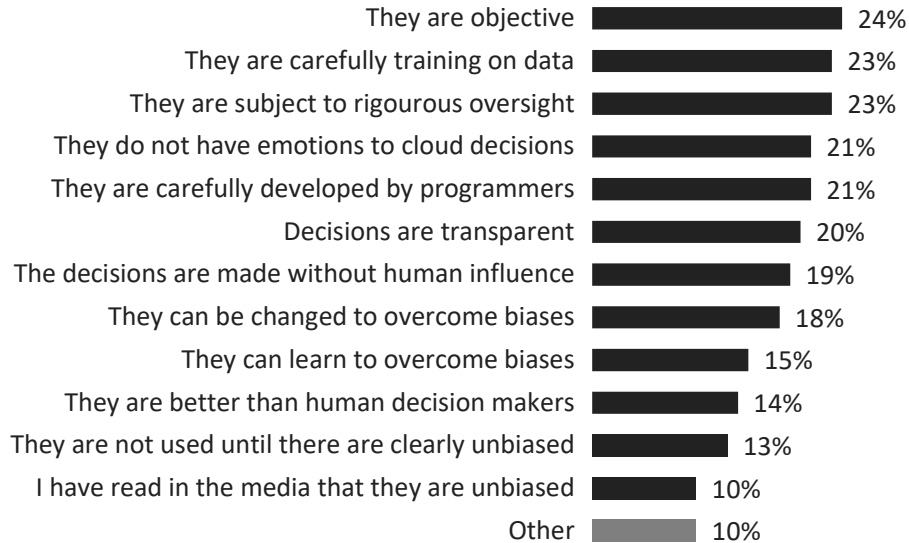 They are objective 24%
They are carefully training on data 23%
They are subject to rigourous oversight 23%
They do not have emotions to cloud decisions 21%
They are carefully developed by programmers 21%
Decisions are transparent 20%
The decisions are made without human influence 19%
They can be changed to overcome biases 18%
They can learn to overcome biases 15%
They are better than human decision makers 14%
They are not used until there are clearly unbiased 13%
I have read in the media that they are unbiased 10%
Other 10%